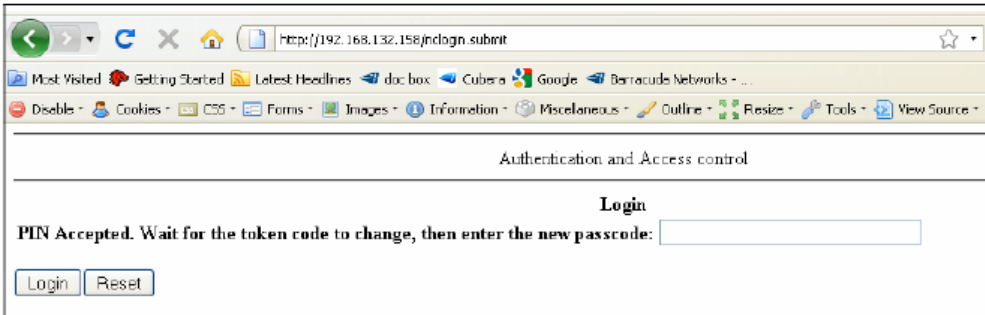 http://192.168.132.158/nclogin.submit
Most Visited Getting Started Latest Headlines doc box Cubera Google Barracuda Networks - ...
Disable Cookies CSS Forms Images Information Miscellaneous Outline Resize Tools View Source
Authentication and Access control
Login
PIN Accepted. Wait for the token code to change, then enter the new passcode:
Login Reset